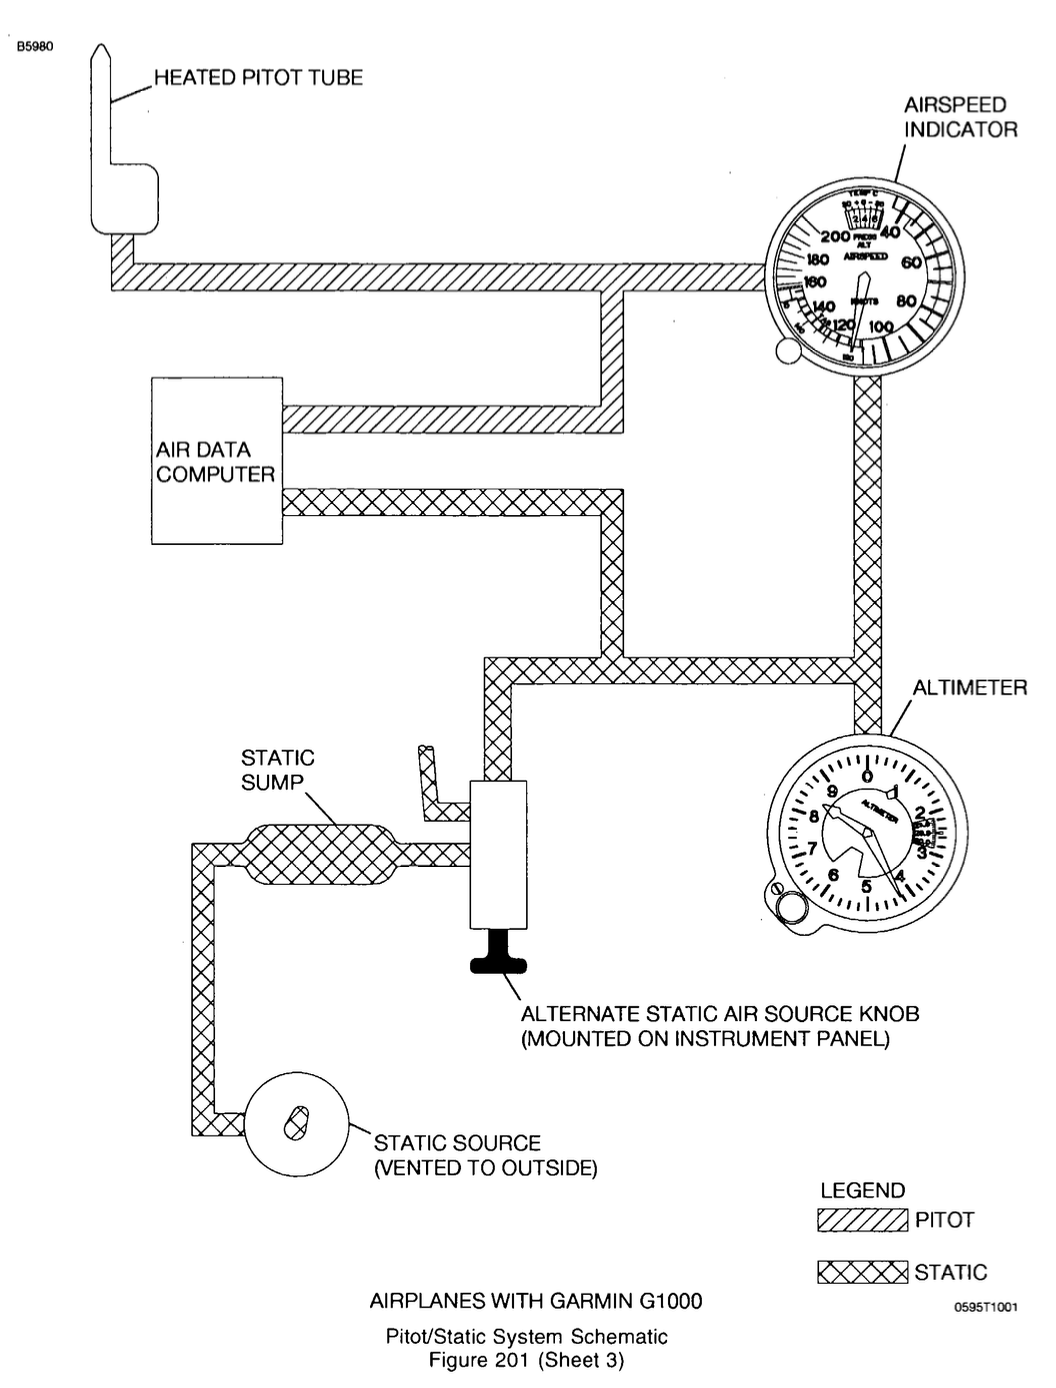 B5980
HEATED PITOT TUBE
AIRSPEED
INDICATOR
TEMP C
200
PRESS
ALT
40
180
AIRSPEED
60
160
KNOTS
80
140
120
100
AIR DATA
COMPUTER
ALTIMETER
STATIC
SUMP
0
9
1
8
ALTIMETER
2
7
3
6
5
4
ALTERNATE STATIC AIR SOURCE KNOB
(MOUNTED ON INSTRUMENT PANEL)
STATIC SOURCE
(VENTED TO OUTSIDE)
LEGEND
PITOT
STATIC
AIRPLANES WITH GARMIN G1000
0595T1001
Pitot/Static System Schematic
Figure 201 (Sheet 3)